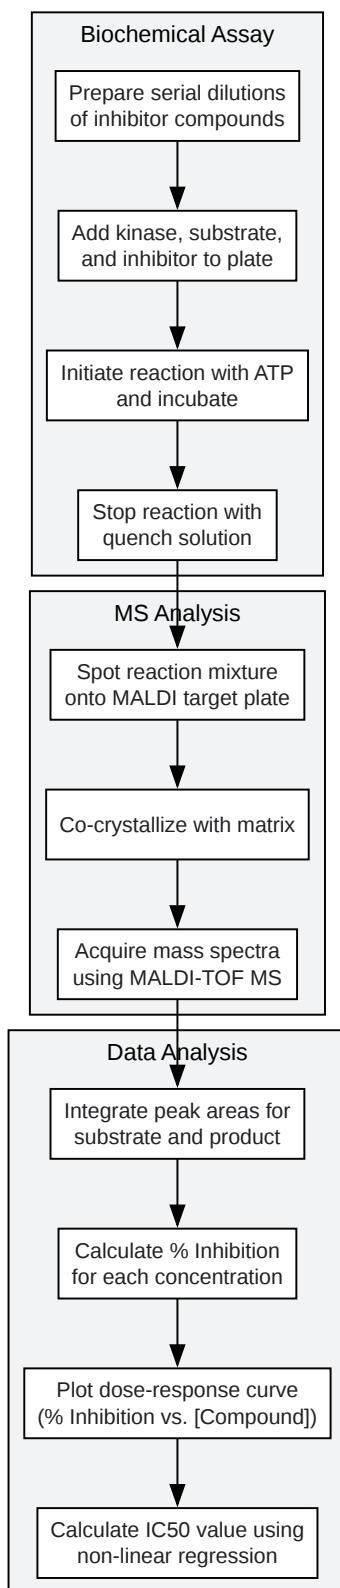 Biochemical Assay
Prepare serial dilutions
of inhibitor compounds
Add kinase, substrate,
and inhibitor to plate
Initiate reaction with ATP
and incubate
Stop reaction with
quench solution
MS Analysis
Spot reaction mixture
onto MALDI target plate
Co-crystallize with matrix
Acquire mass spectra
using MALDI-TOF MS
Data Analysis
Integrate peak areas for
substrate and product
Calculate % Inhibition
for each concentration
Plot dose-response curve
(% Inhibition vs. [Compound])
Calculate IC50 value using
non-linear regression